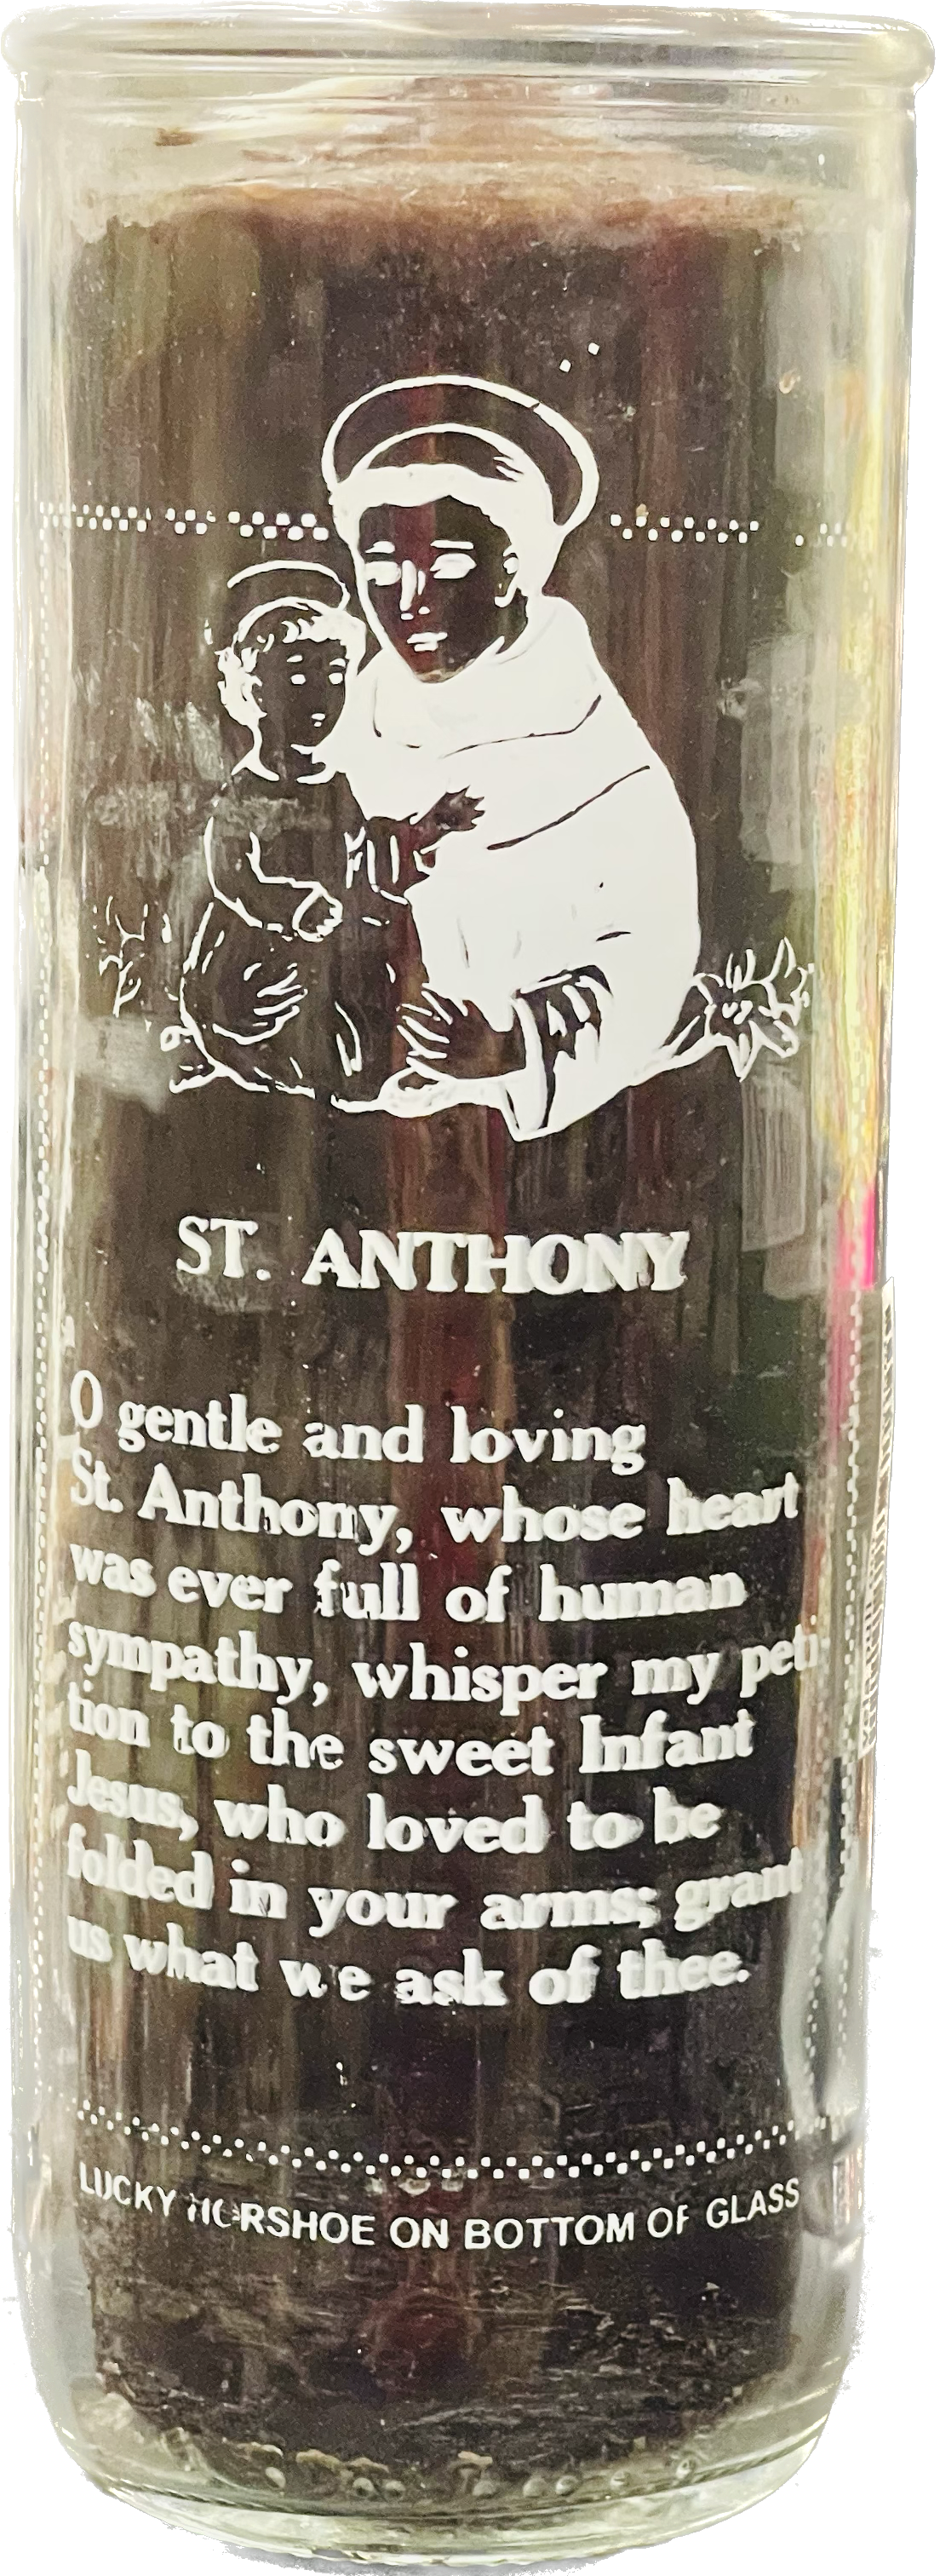 ST. ANTHONY
O gentle and loving
St. Anthony, whose heart
was ever full of human
sympathy, whisper my peti-
tion to the sweet Infant
Jesus, who loved to be
folded in your arms; grant
us what we ask of thee.
LUCKY HORSHOE ON BOTTOM OF GLASS